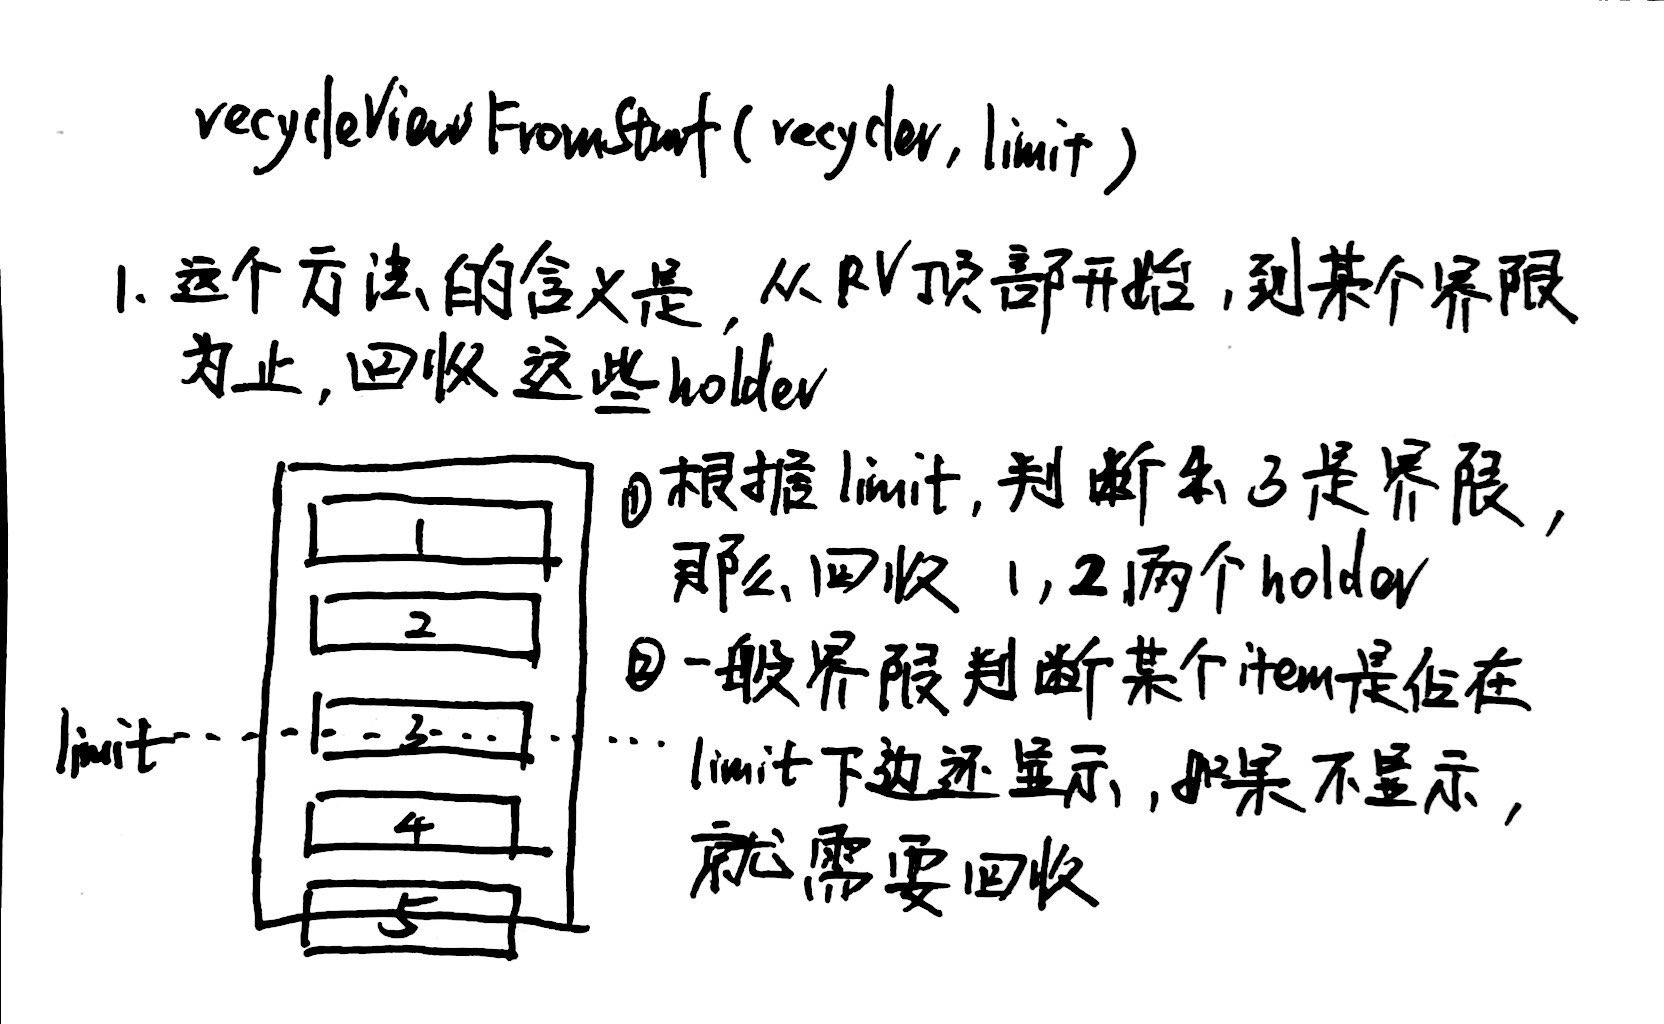 recycleViewFromStart(recycler, limit)
1. 这个方法的含义是, 从RV顶部开始, 到某个界限
为止, 回收这些holder
①根据limit, 判断出3是界限,
那么回收 1, 2两个holder
②一般界限判断某个item是位在
limit下边还显示, 如果不显示,
就需要回收
1
2
limit
3
4
5